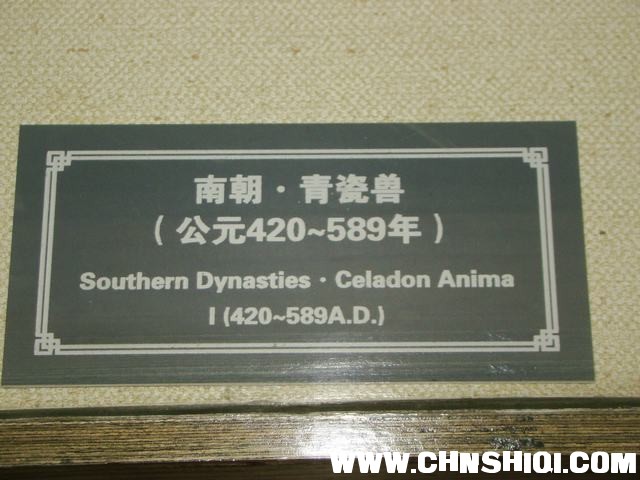 南朝·青瓷兽
(公元420~589年)
Southern Dynasties · Celadon Anima
l (420~589A.D.)
WWW.CHNSHIQI.COM